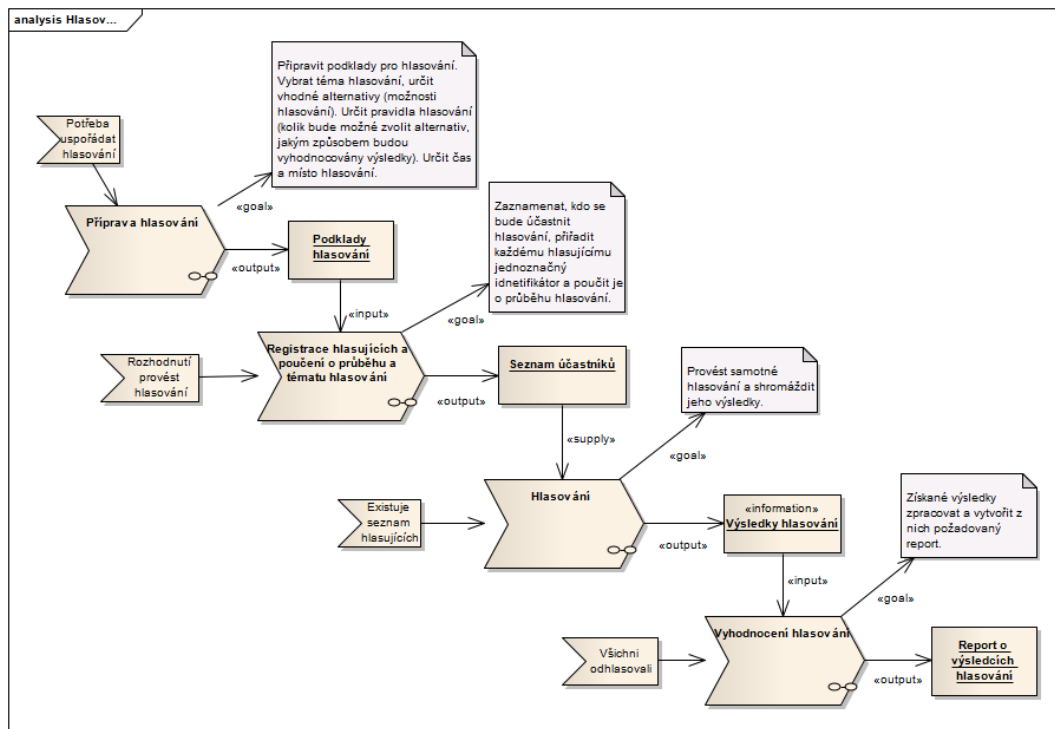 analysis Hlasov...
Připravit podklady pro hlasování.
Vybrat téma hlasování, určit
vhodné alternativy (možnosti
hlasování). Určit pravidla hlasování
(kolik bude možné zvolit alternativ,
jakým způsobem budou
vyhodnocovány výsledky). Určit čas
a místo hlasování.
Potřeba
uspořádat
hlasování
«goal»
Příprava hlasování
«output»
Podklady
hlasování
Zaznamenat, kdo se
bude účastnit
hlasování, přiřadit
každému hlasujícímu
jednoznačný
idnetifikátor a poučit je
o průběhu hlasování.
«input»
«goal»
Rozhodnutí
provést
hlasování
Registrace hlasujících a
poučení o průběhu a
tématu hlasování
«output»
Seznam účastníků
Provést samotné
hlasování a shromáždit
jeho výsledky.
«supply»
«goal»
Existuje
seznam
hlasujících
Hlasování
«output»
«information»
Výsledky hlasování
Získané výsledky
zpracovat a vytvořit z
nich požadovaný
report.
«input»
«goal»
Všichni
odhlasovali
Vyhodnocení hlasování
«output»
Report o
výsledcích
hlasování